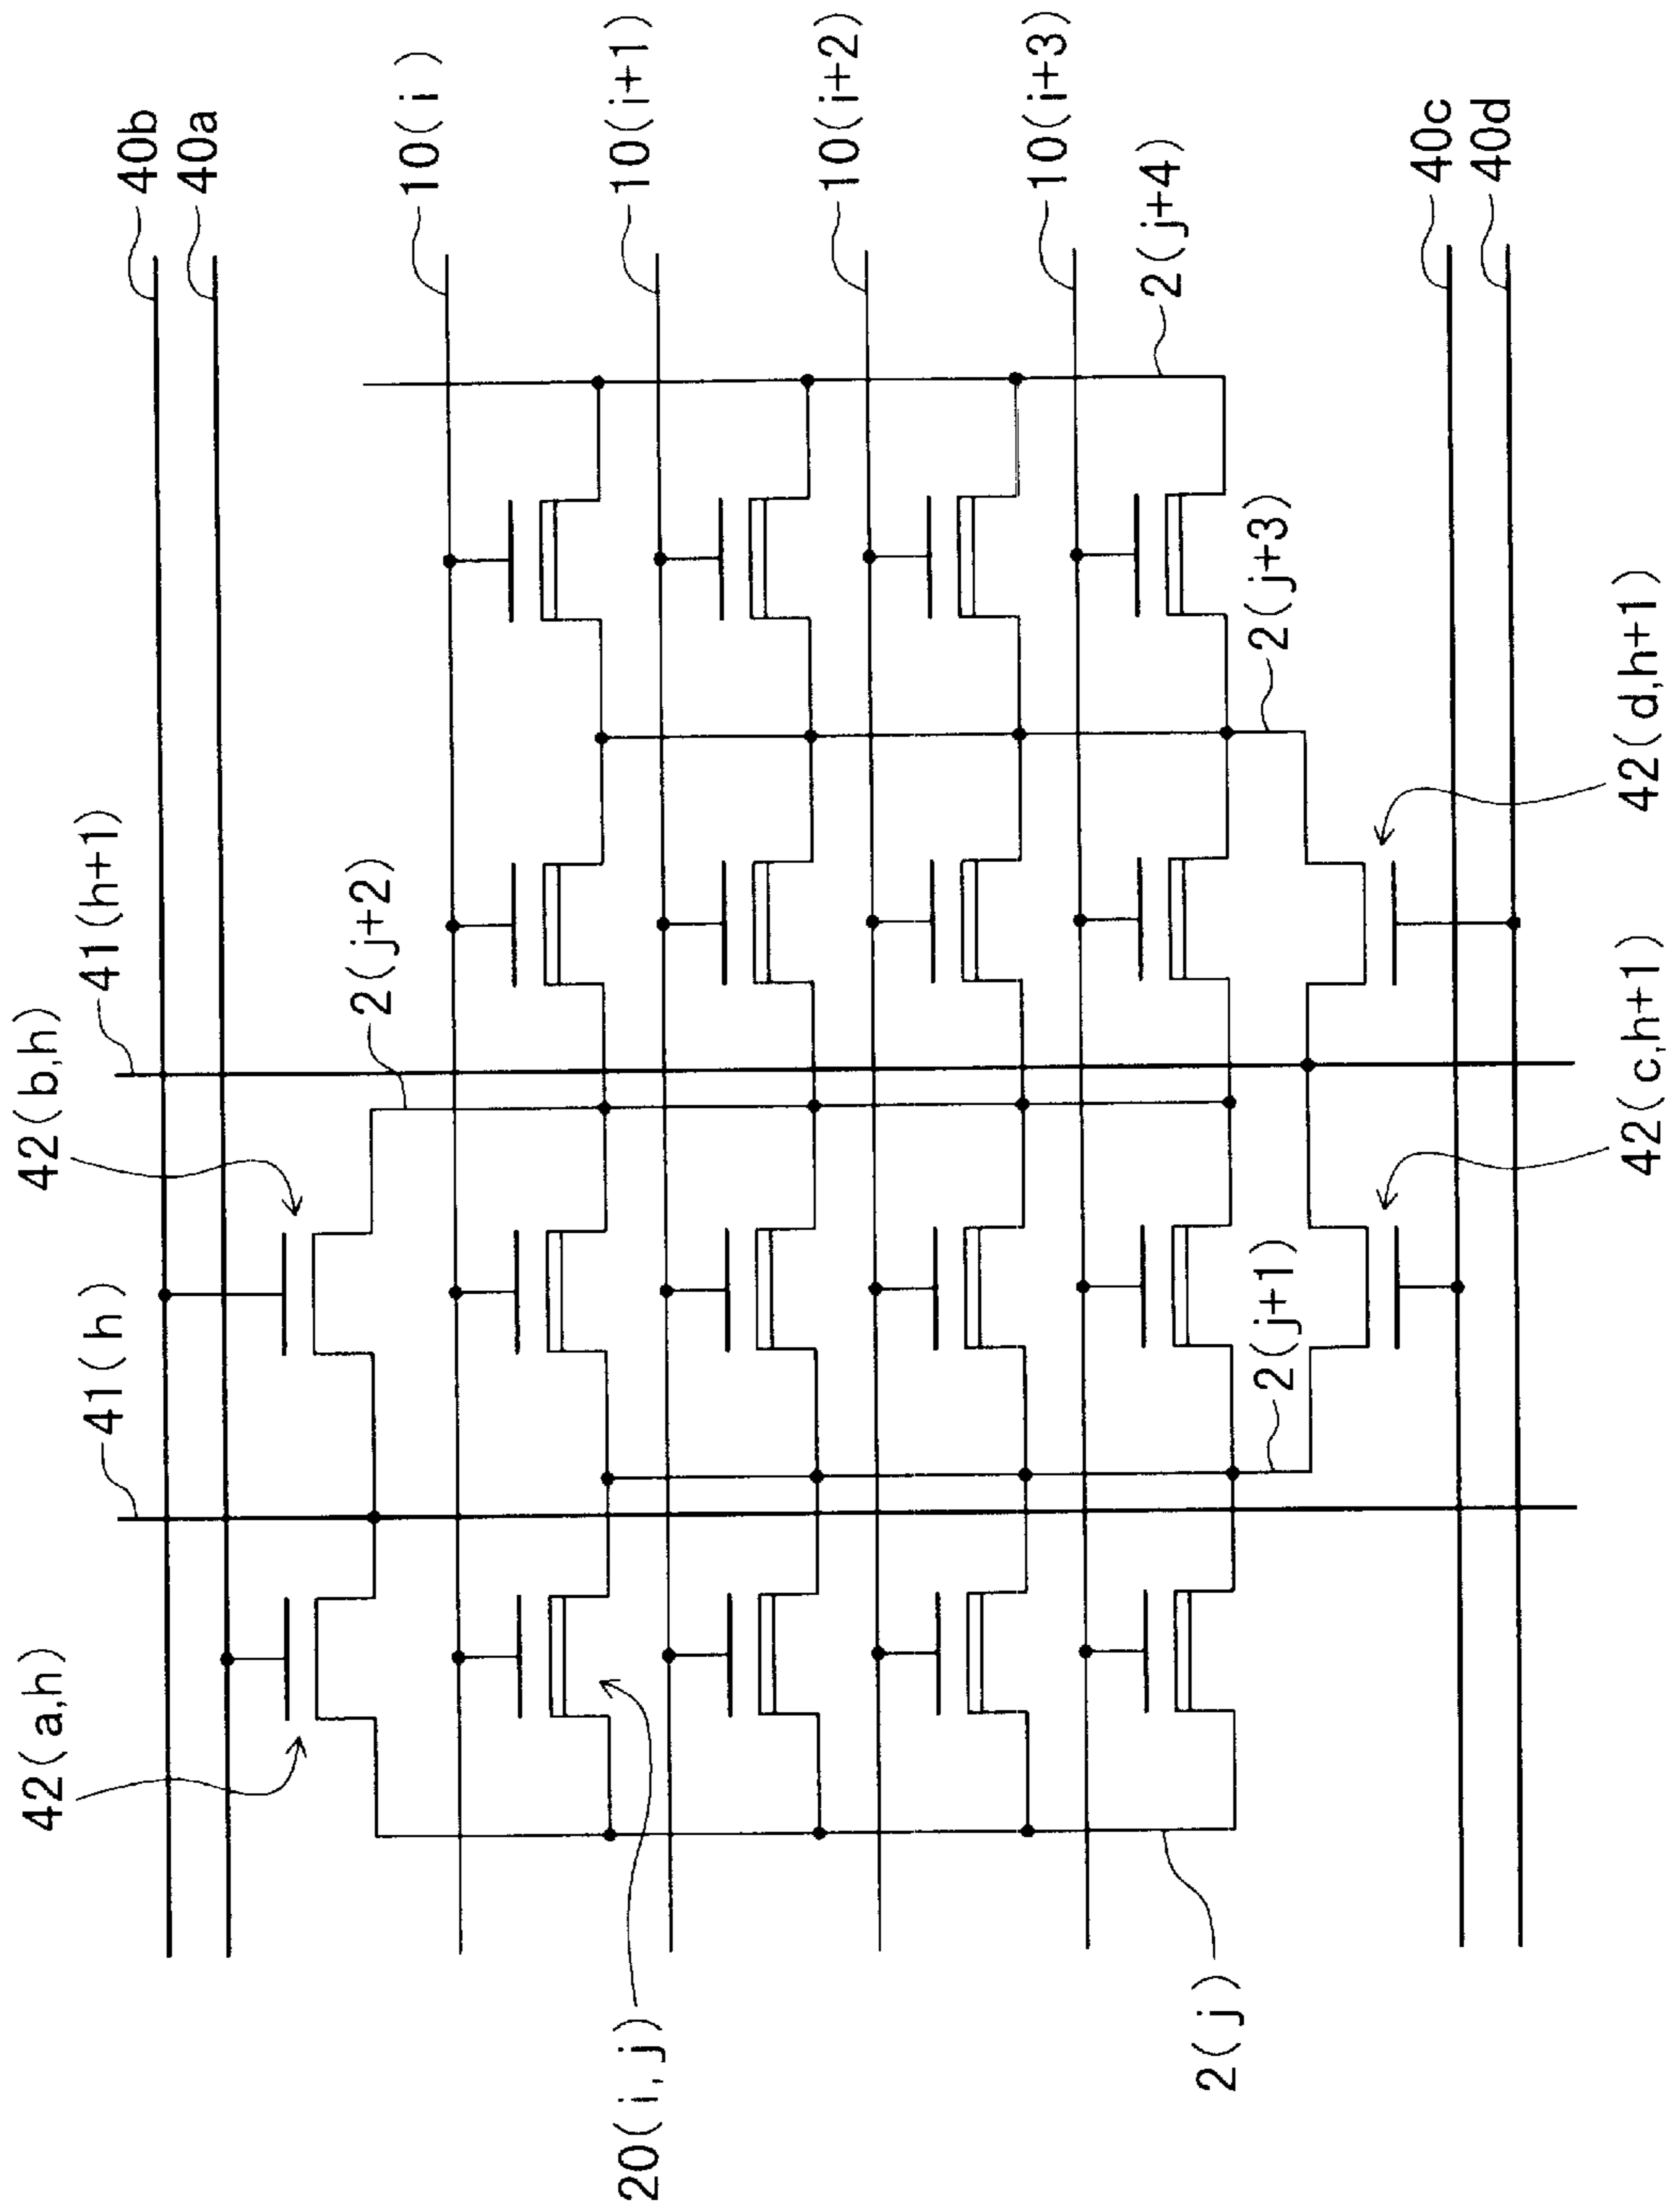 40b
40a
10(i)
10(i+1)
10(i+2)
10(i+3)
2(j+4)
40c
40d
41(h+1)
42(b,h)
2(j+2)
2(j+3)
42(d,h+1)
41(h)
2(j+1)
42(c,h+1)
42(a,h)
20(i,j)
2(j)